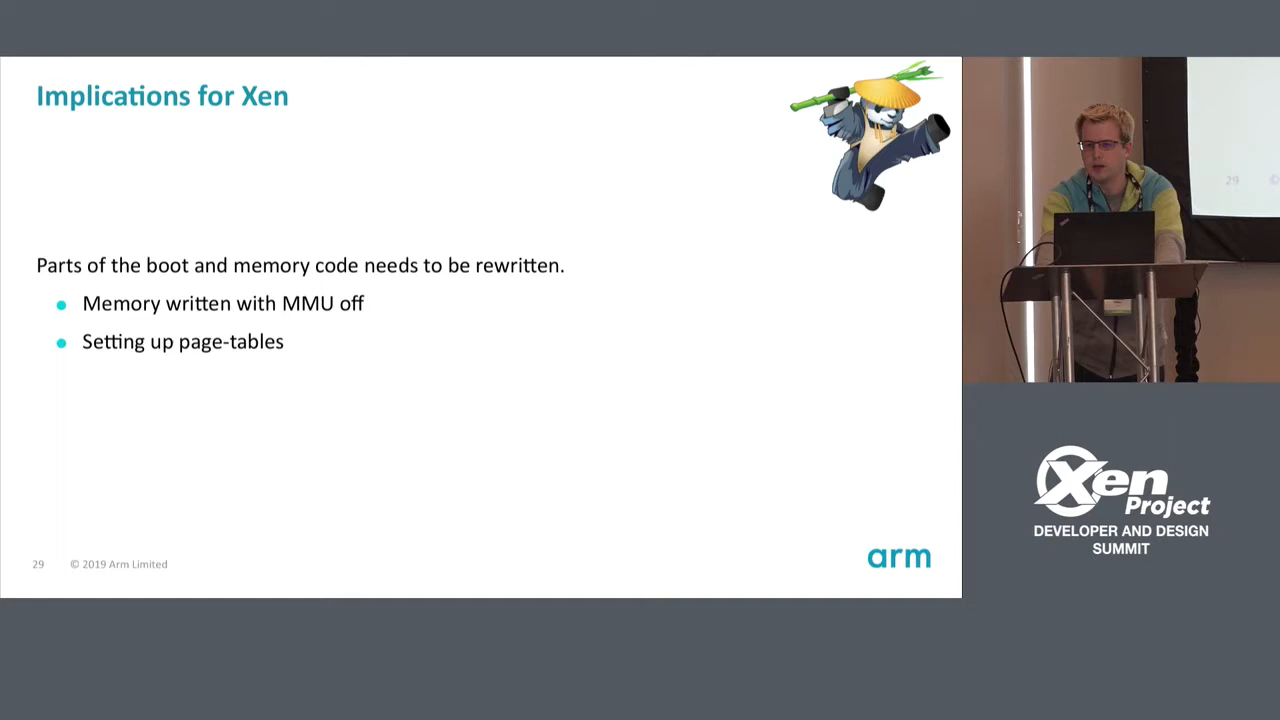 Implications for Xen
Parts of the boot and memory code needs to be rewritten.
Memory written with MMU off
Setting up page-tables
29
© 2019 Arm Limited
arm
29
©
Xen
Project
DEVELOPER AND DESIGN
SUMMIT